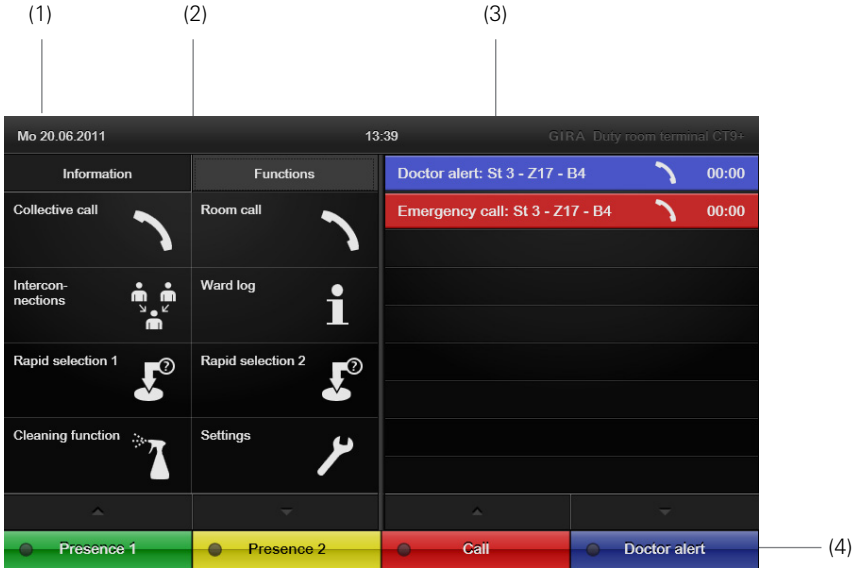 (1) (2) (3)
Mo 20.06.2011 13:39 GIRA Duty room terminal CT9+
Information Functions
Doctor alert: St 3 - Z17 - B4 00:00
Collective call Room call
Emergency call: St 3 - Z17 - B4 00:00
Intercon-
nections
Ward log
Rapid selection 1 ? Rapid selection 2 ?
Cleaning function Settings
Presence 1 Presence 2 Call Doctor alert (4)